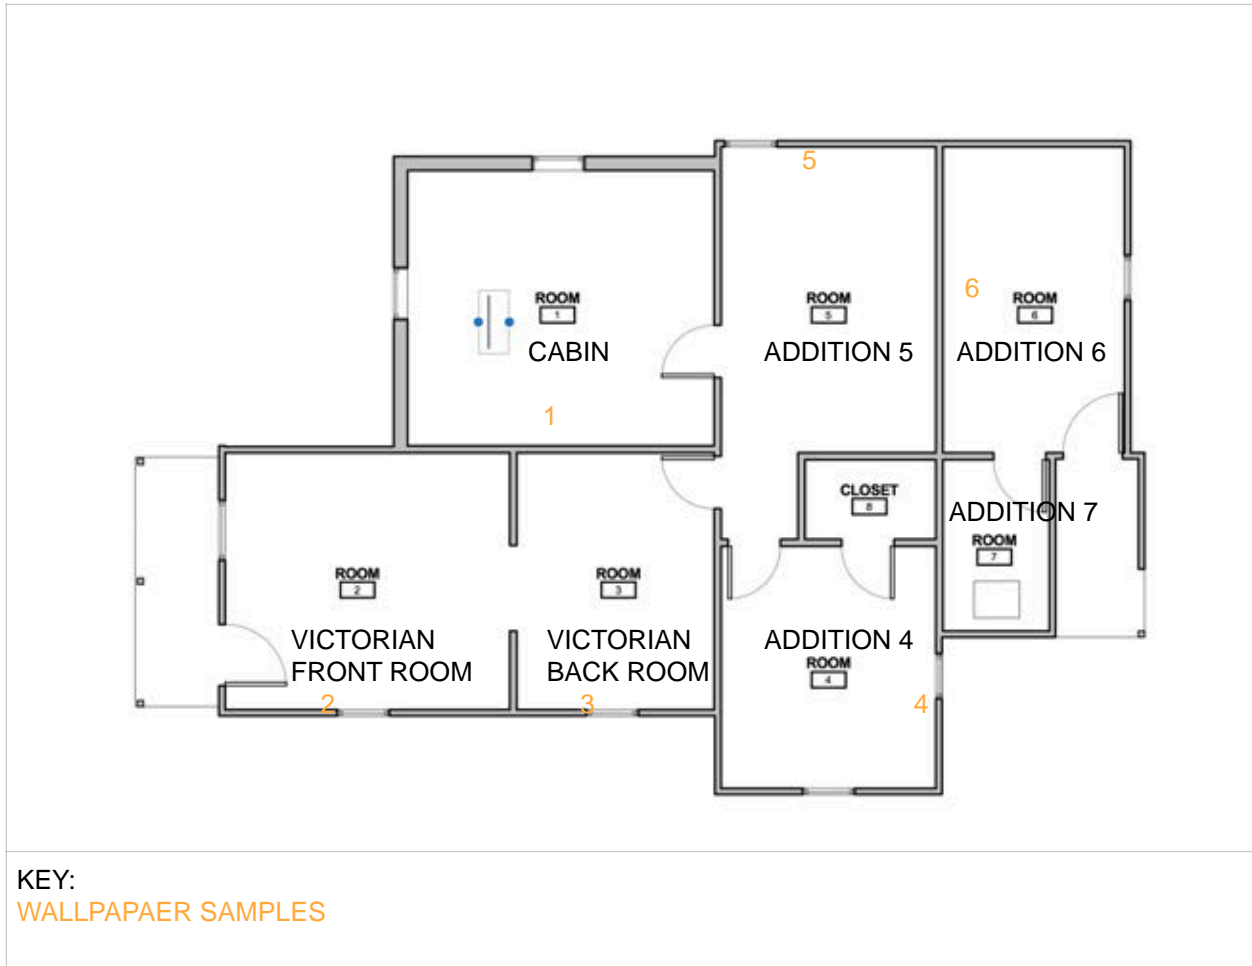 5
6
ROOM
1
CABIN
ROOM
5
ADDITION 5
ROOM
6
ADDITION 6
1
CLOSET
8
ADDITION 7
ROOM
7
ROOM
2
VICTORIAN
FRONT ROOM
2
ROOM
3
VICTORIAN
BACK ROOM
3
ADDITION 4
ROOM
4
4
KEY:
WALLPAPAER SAMPLES